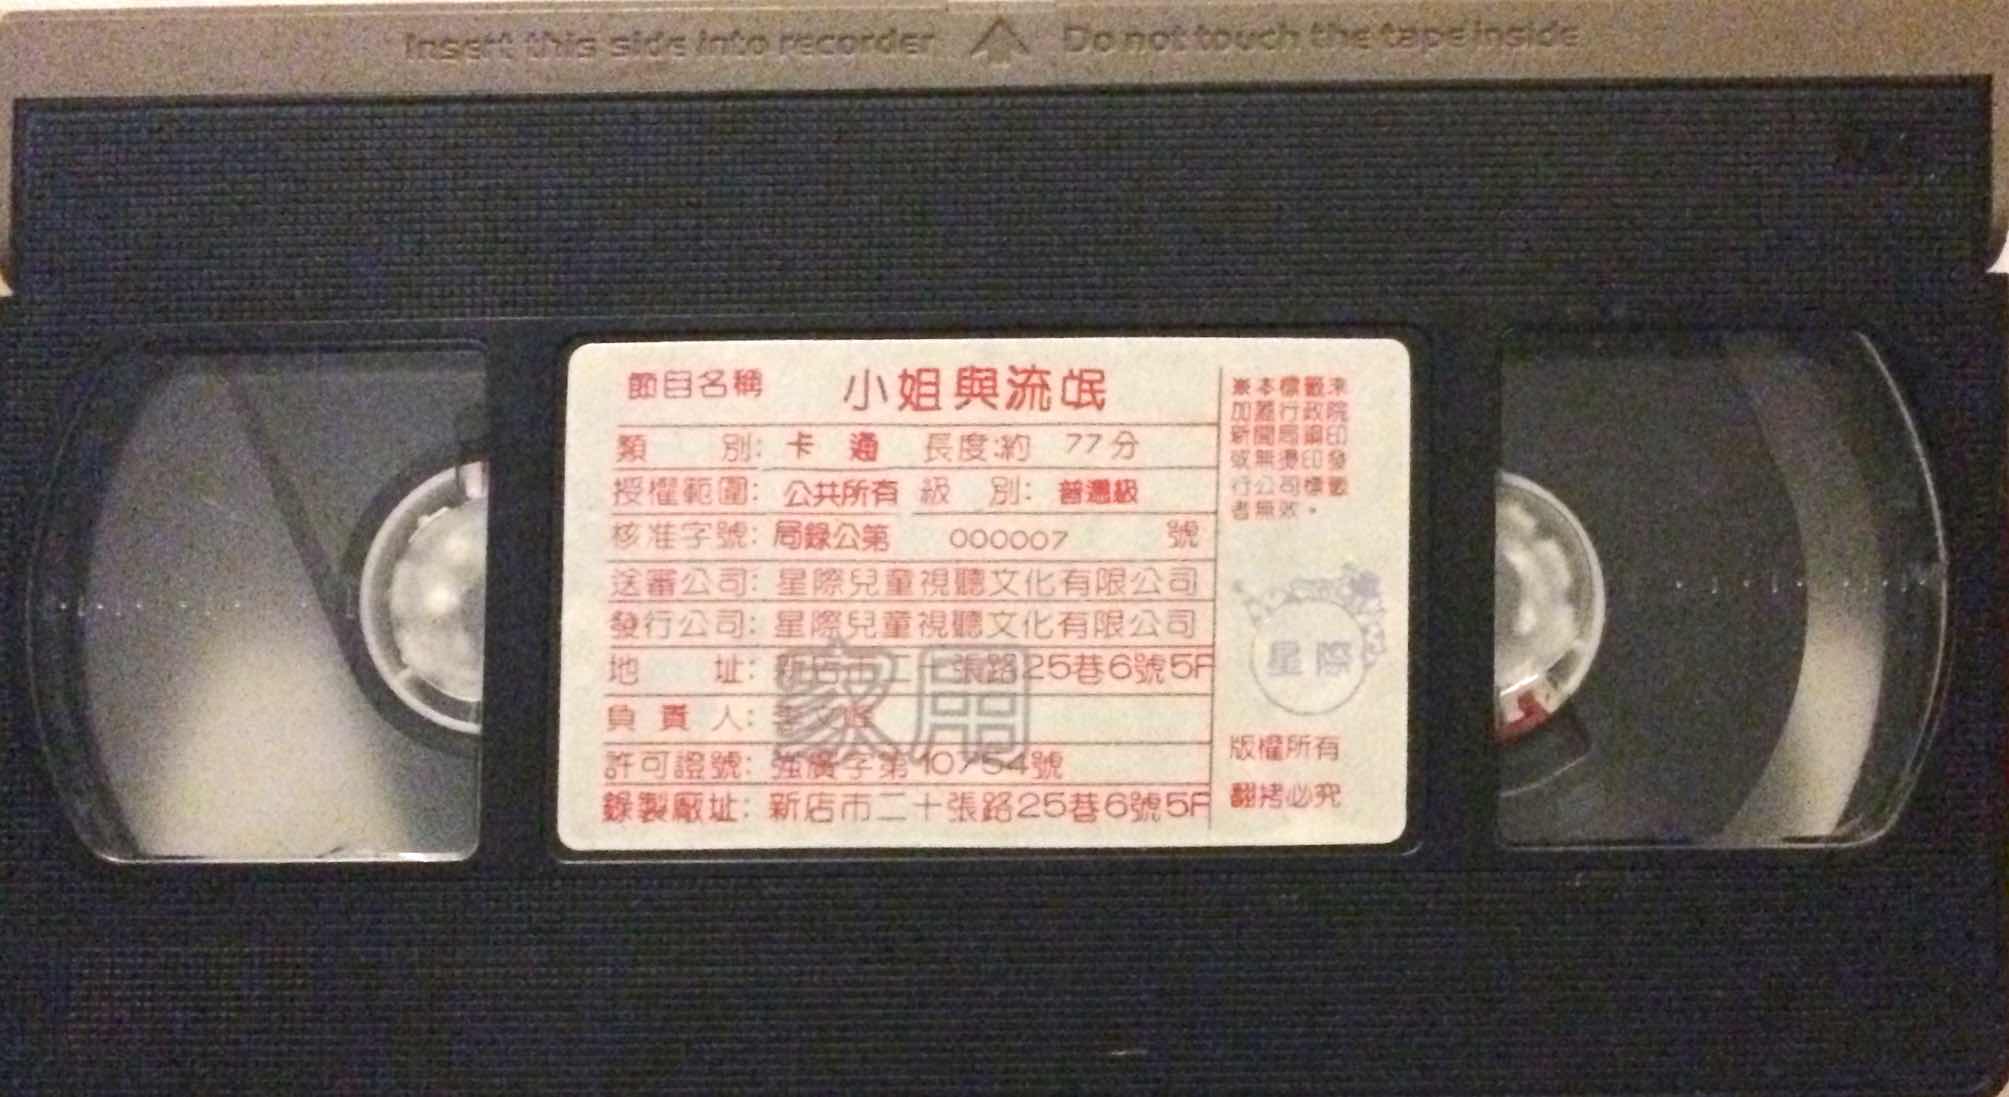 Insert this side into recorder Do not touch the tape inside
節目名稱 小姐與流氓
類 別: 卡 通 長度:約 77分
授權範圍: 公共所有 級 別: 普遍級
核准字號: 局錄公第 000007 號
送審公司: 星際兒童視聽文化有限公司
發行公司: 星際兒童視聽文化有限公司
地 址: 新店市二十張路25巷6號5F
負 責 人:
家用
許可證號: 強廣字第10754號
錄製廠址: 新店市二十張路25巷6號5F
本標籤未
加蓋行政院
新聞局鋼印
或無燙印發
行公司標籤
者無效。
星際
版權所有
翻拷必究